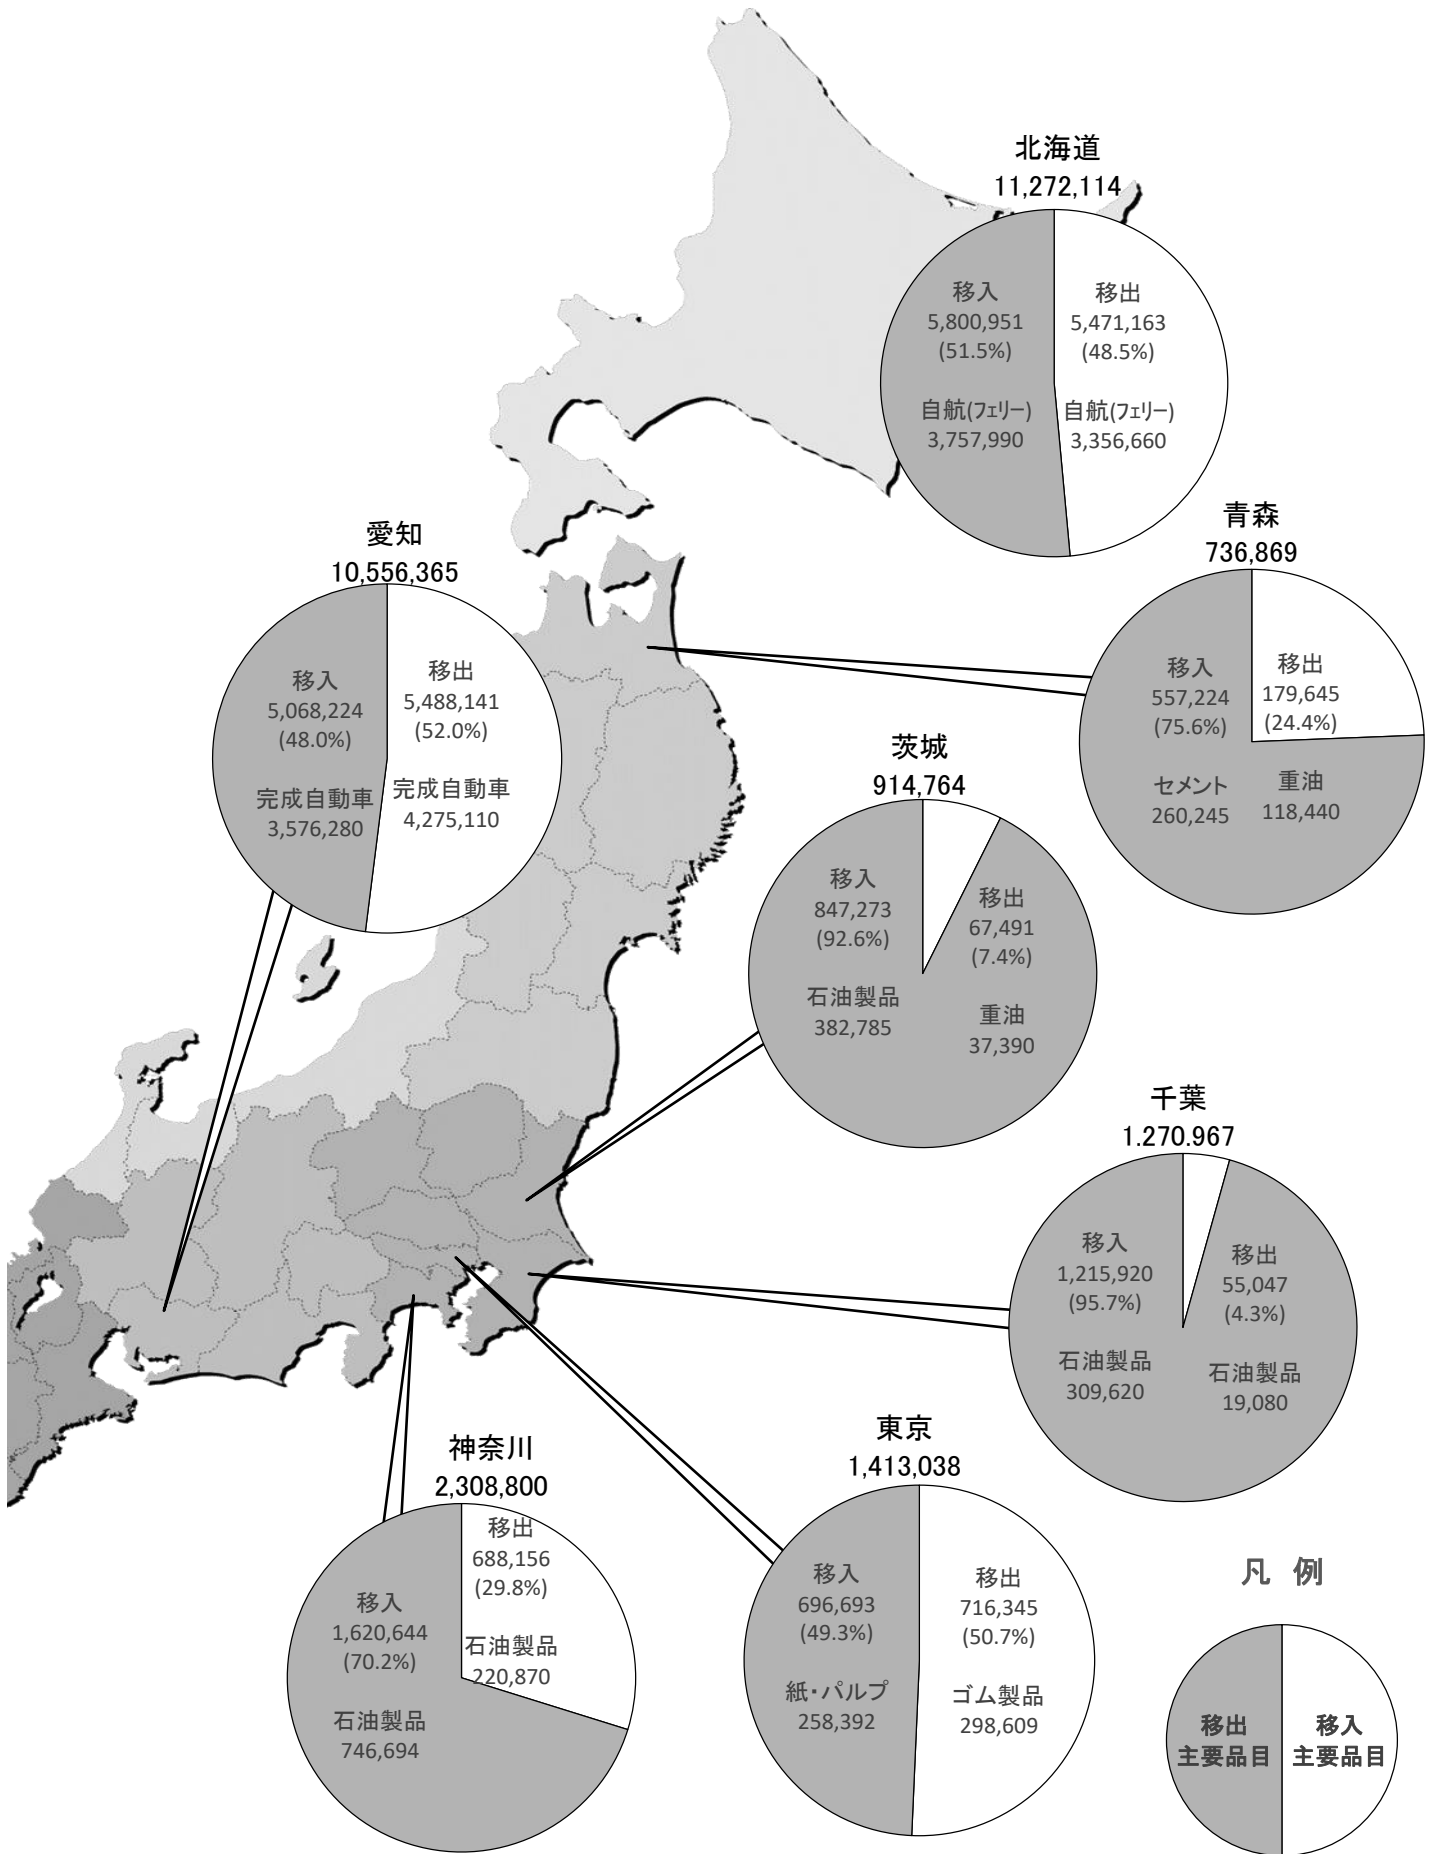 北海道
11,272,114
移入
5,800,951
(51.5%)
自航(フェリー)
3,757,990
移出
5,471,163
(48.5%)
自航(フェリー)
3,356,660
青森
736,869
移入
557,224
(75.6%)
セメント
260,245
移出
179,645
(24.4%)
重油
118,440
愛知
10,556,365
移入
5,068,224
(48.0%)
完成自動車
3,576,280
移出
5,488,141
(52.0%)
完成自動車
4,275,110
茨城
914,764
移入
847,273
(92.6%)
石油製品
382,785
移出
67,491
(7.4%)
重油
37,390
千葉
1.270.967
移入
1,215,920
(95.7%)
石油製品
309,620
移出
55,047
(4.3%)
石油製品
19,080
神奈川
2,308,800
移入
1,620,644
(70.2%)
石油製品
746,694
移出
688,156
(29.8%)
石油製品
220,870
東京
1,413,038
移入
696,693
(49.3%)
紙・パルプ
258,392
移出
716,345
(50.7%)
ゴム製品
298,609
凡 例
移出
主要品目
移入
主要品目